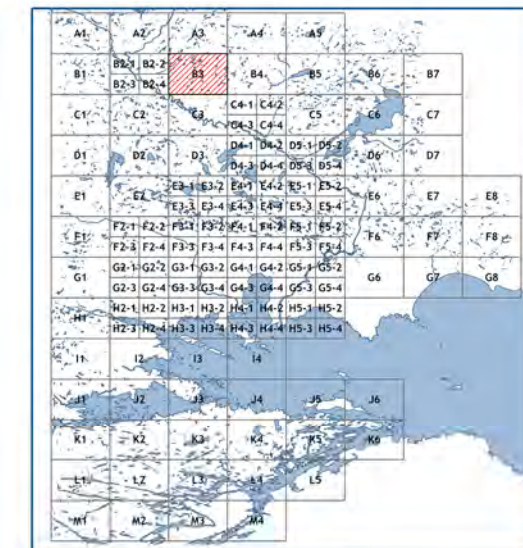 A1 A2 A3 A4 A5
B2-1 B2-2
B1 B3 B4 B5 B6 B7
B2-3 B2-4
C4-1 C4-2
C1 C2 C3 C5 C6 C7
C4-3 C4-4
D4-1 D4-2 D5-1 D5-2
D1 D2 D3 D6 D7
D4-3 D4-4 D5-3 D5-4
E3-1 E3-2 E4-1 E4-2 E5-1 E5-2
E1 E2 E6 E7 E8
E3-3 E3-4 E4-3 E4-4 E5-3 E5-4
F2-1 F2-2 F3-1 F3-2 F4-1 F4-2 F5-1 F5-2
F1 F6 F7 F8
F2-3 F2-4 F3-3 F3-4 F4-3 F4-4 F5-3 F5-4
G2-1 G2-2 G3-1 G3-2 G4-1 G4-2 G5-1 G5-2
G1 G6 G7 G8
G2-3 G2-4 G3-3 G3-4 G4-3 G4-4 G5-3 G5-4
H2-1 H2-2 H3-1 H3-2 H4-1 H4-2 H5-1 H5-2
H1
H2-3 H2-4 H3-3 H3-4 H4-3 H4-4 H5-3 H5-4
I1 I2 I3 I4
J1 J2 J3 J4 J5 J6
K1 K2 K3 K4 K5 K6
L1 L2 L3 L4 L5
M1 M2 M3 M4